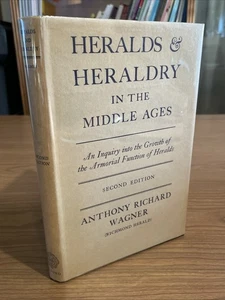 HERALDS &
HERALDRY
IN THE
MIDDLE AGES
An Inquiry into the Growth of
the Armorial Function of Heralds
SECOND EDITION
ANTHONY RICHARD
WAGNER
RICHMOND HERALD